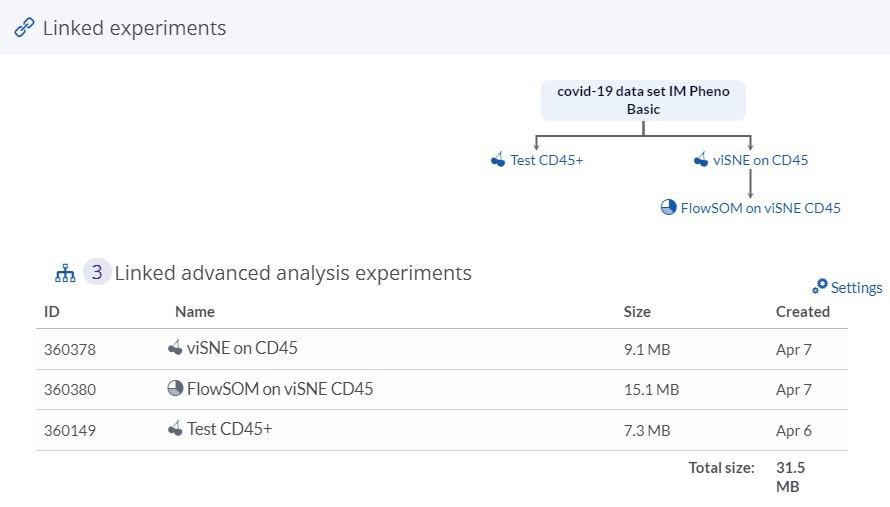 Linked experiments
covid-19 data set IM Pheno
Basic
Test CD45+
viSNE on CD45
FlowSOM on viSNE CD45
3 Linked advanced analysis experiments
Settings
ID Name Size Created
360378 viSNE on CD45 9.1 MB Apr 7
360380 FlowSOM on viSNE CD45 15.1 MB Apr 7
360149 Test CD45+ 7.3 MB Apr 6
Total size: 31.5
MB